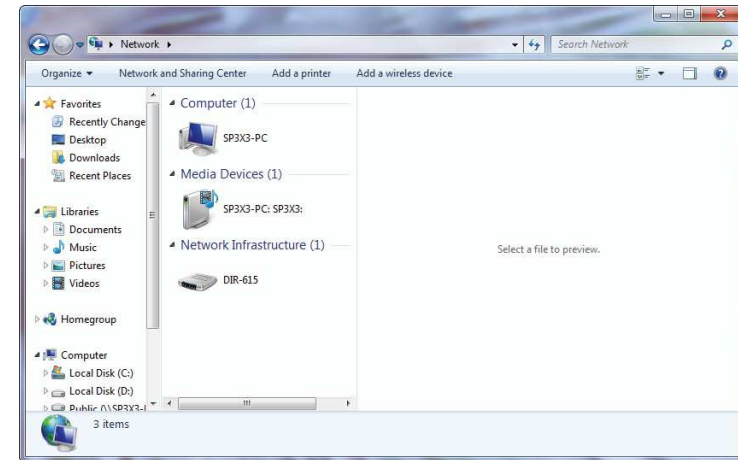 Network
Search Network
Organize Network and Sharing Center Add a printer Add a wireless device
Favorites
Recently Change
Desktop
Downloads
Recent Places
Libraries
Documents
Music
Pictures
Videos
Homegroup
Computer
Local Disk (C:)
Local Disk (D:)
Public (\\SP3X3-
Computer (1)
SP3X3-PC
Media Devices (1)
SP3X3-PC: SP3X3:
Network Infrastructure (1)
DIR-615
Select a file to preview.
3 items